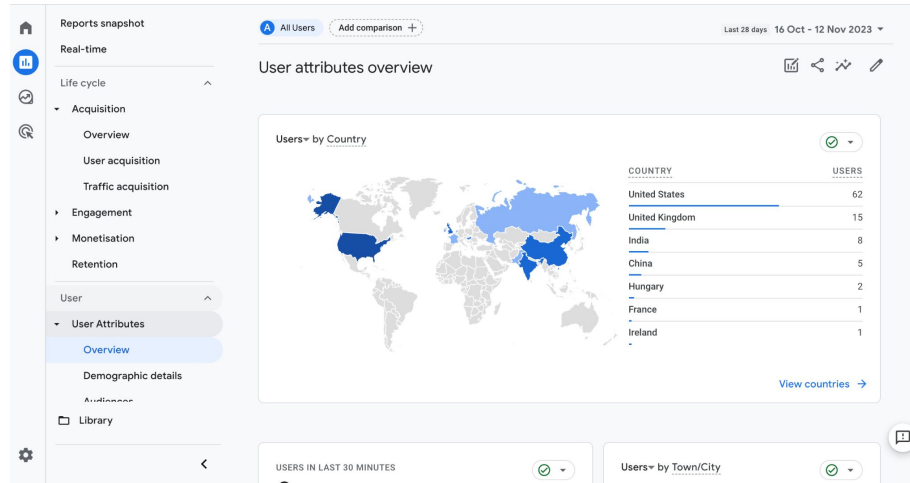 Reports snapshot
Real-time
Life cycle
Acquisition
Overview
User acquisition
Traffic acquisition
Engagement
Monetisation
Retention
User
User Attributes
Overview
Demographic details
Audiences
Library
A All Users
Add comparison +
Last 28 days 16 Oct - 12 Nov 2023
User attributes overview
Users by Country
COUNTRY USERS
United States 62
United Kingdom 15
India 8
China 5
Hungary 2
France 1
Ireland 1
View countries →
USERS IN LAST 30 MINUTES
Users by Town/City